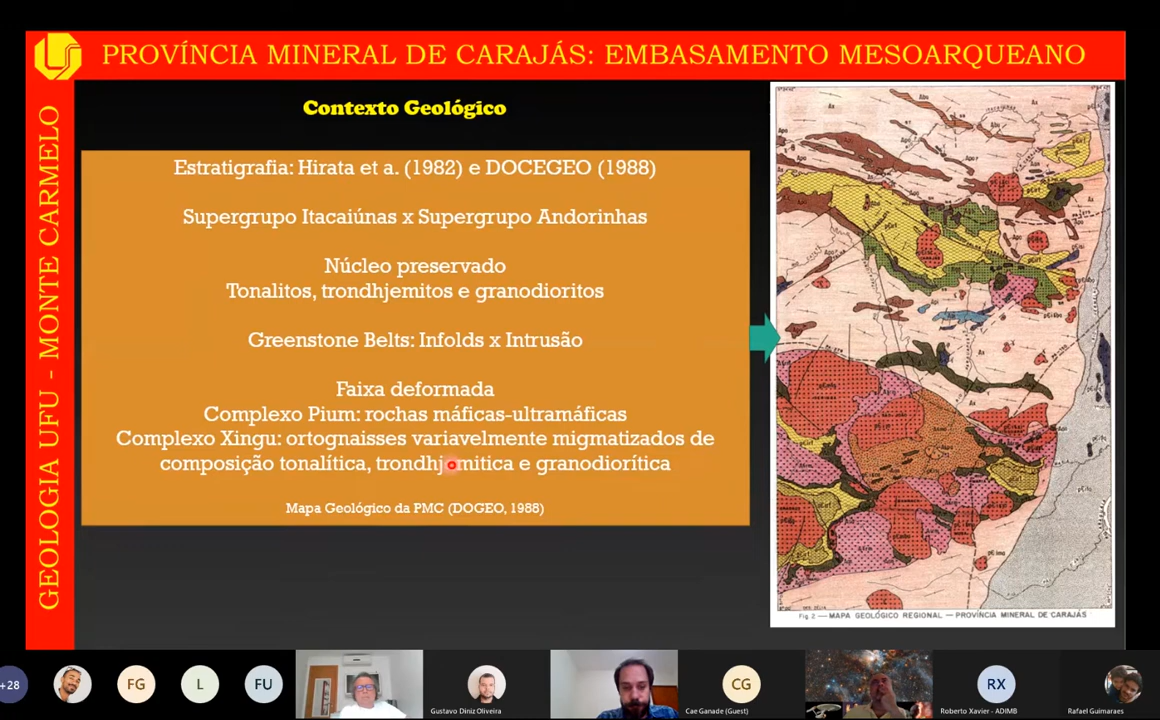 PROVÍNCIA MINERAL DE CARAJÁS: EMBASAMENTO MESOARQUEANO
GEOLOGIA UFU - MONTE CARMELO
Contexto Geológico
Estratigrafia: Hirata et a. (1982) e DOCEGEO (1988)
Supergrupo Itacaiúnas x Supergrupo Andorinhas
Núcleo preservado
Tonalitos, trondhjemitos e granodioritos
Greenstone Belts: Infolds x Intrusão
Faixa deformada
Complexo Pium: rochas máficas-ultramáficas
Complexo Xingu: ortognaisses variavelmente migmatizados de
composição tonalítica, trondhjemitica e granodiorítica
Mapa Geológico da PMC (DOGEO, 1988)
Fig. 2 — MAPA GEOLÓGICO REGIONAL — PROVÍNCIA MINERAL DE CARAJÁS
+28
FG
L
FU
Gustavo Diniz Oliveira
CG
Cae Ganade (Guest)
RX
Roberto Xavier - ADIMB
Rafael Guimaraes